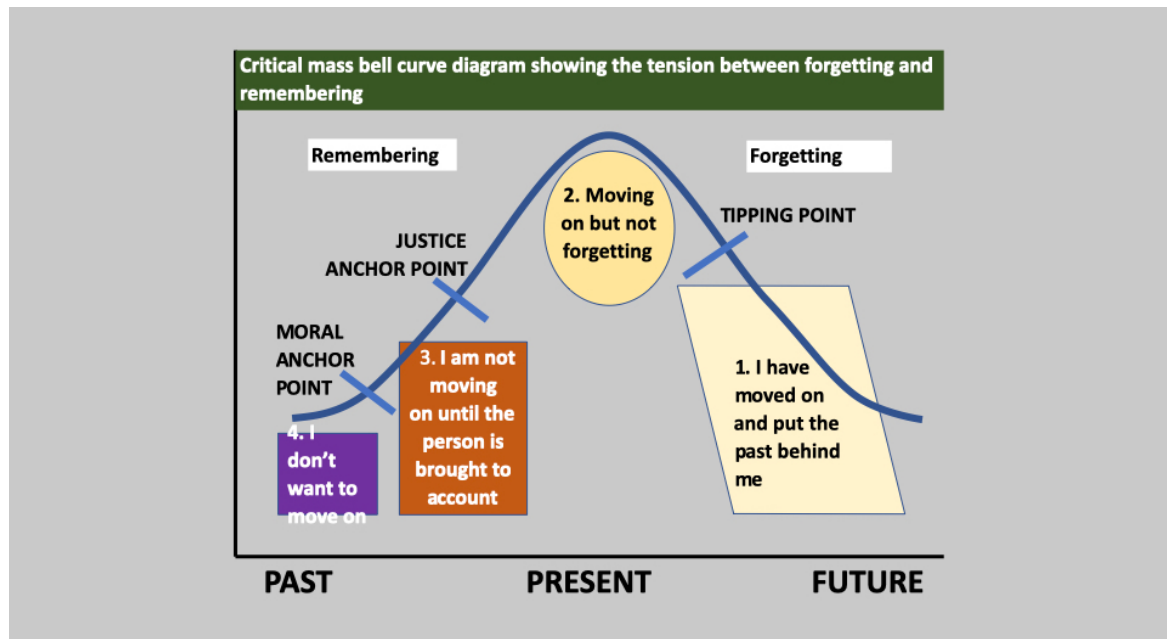 Critical mass bell curve diagram showing the tension between forgetting and
remembering
Remembering
Forgetting
2. Moving
on but not
forgetting
TIPPING POINT
JUSTICE
ANCHOR POINT
MORAL
ANCHOR
POINT
3. I am not
moving
on until the
person is
brought to
account
1. I have
moved on
and put the
past behind
me
4. I
don’t
want to
move on
PAST
PRESENT
FUTURE